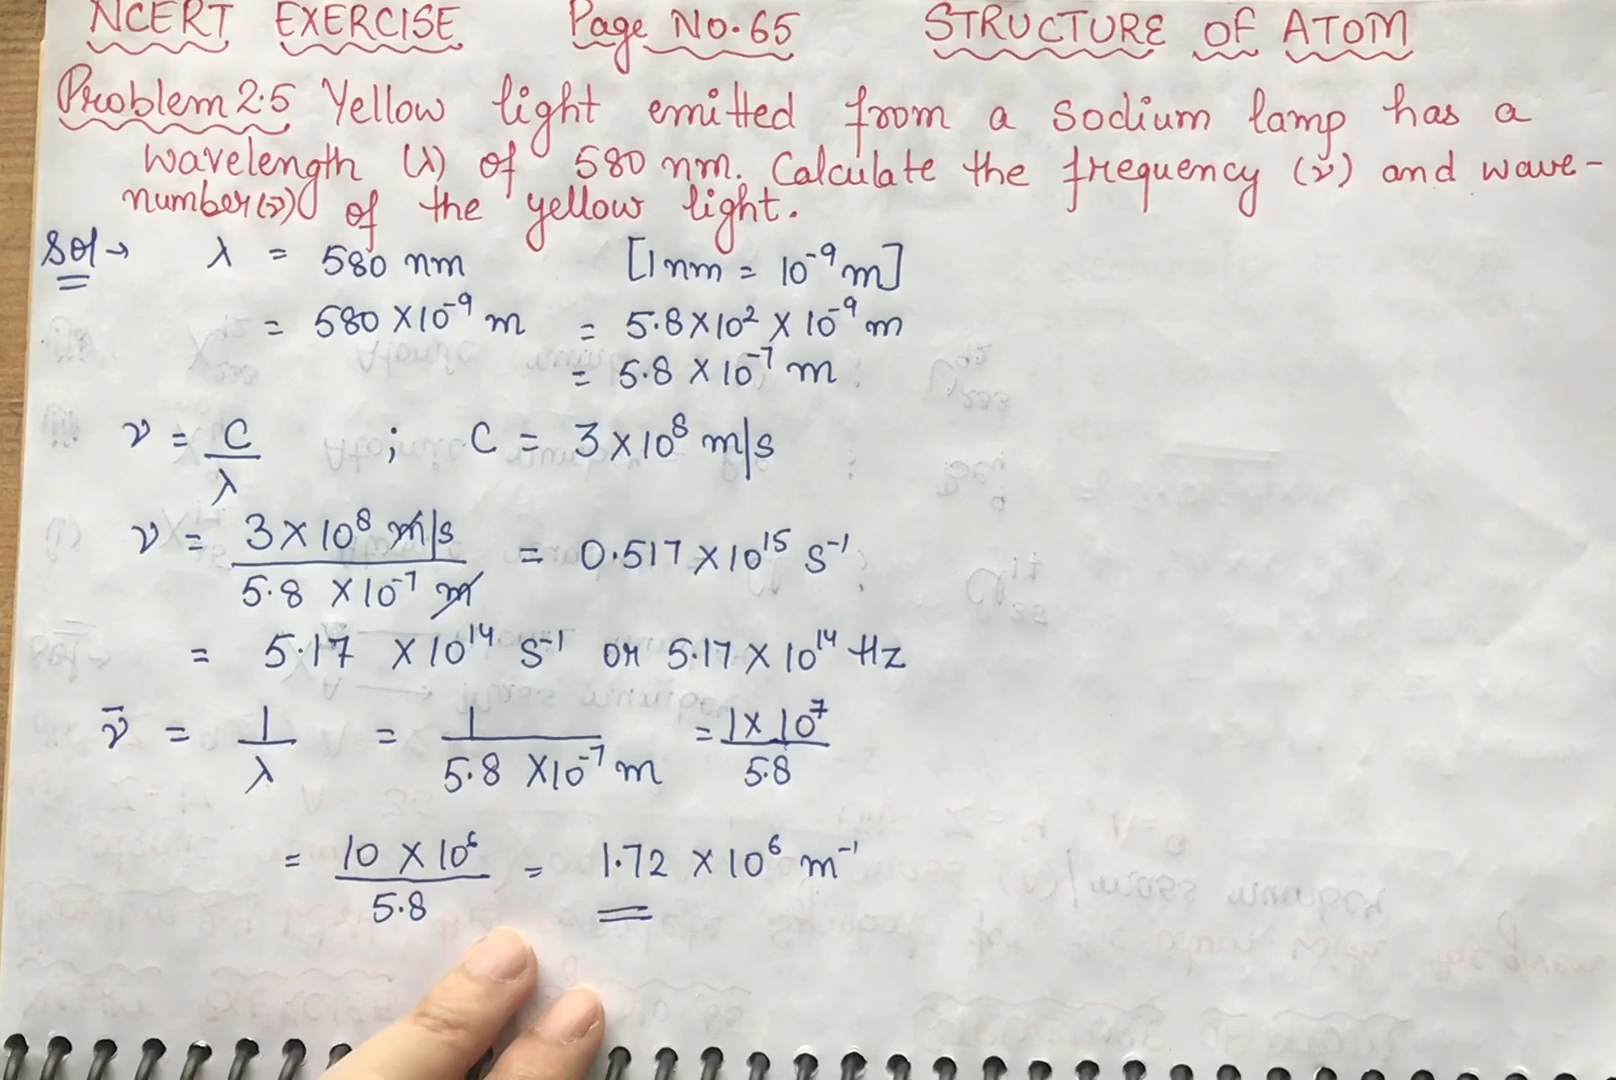 NCERT EXERCISE Page No.65 STRUCTURE OF ATOM
Problem 2.5 Yellow light emitted from a sodium lamp has a
wavelength (λ) of 580 nm. Calculate the frequency (ν) and wave-
number (ν̄) of the yellow light.
Sol → λ = 580 nm [1 nm = 10⁻⁹ m]
= 580 × 10⁻⁹ m = 5.8 × 10² × 10⁻⁹ m
= 5.8 × 10⁻⁷ m
ν = C/λ ; C = 3 × 10⁸ m/s
ν = 3 × 10⁸ m/s / 5.8 × 10⁻⁷ m = 0.517 × 10¹⁵ s⁻¹
= 5.17 × 10¹⁴ s⁻¹ or 5.17 × 10¹⁴ Hz
ν̄ = 1/λ = 1 / 5.8 × 10⁻⁷ m = 1 × 10⁷ / 5.8
= 10 × 10⁶ / 5.8 = 1.72 × 10⁶ m⁻¹